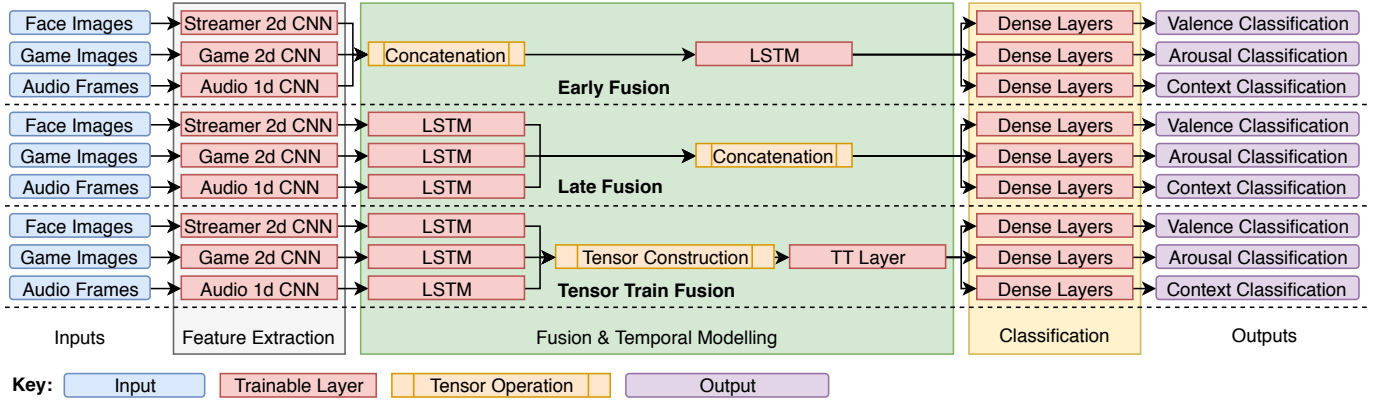 Face Images Streamer 2d CNN Dense Layers Valence Classification
Game Images Game 2d CNN Concatenation LSTM Dense Layers Arousal Classification
Audio Frames Audio 1d CNN Early Fusion Dense Layers Context Classification
Face Images Streamer 2d CNN LSTM Dense Layers Valence Classification
Game Images Game 2d CNN LSTM Concatenation Dense Layers Arousal Classification
Audio Frames Audio 1d CNN LSTM Late Fusion Dense Layers Context Classification
Face Images Streamer 2d CNN LSTM Dense Layers Valence Classification
Game Images Game 2d CNN LSTM Tensor Construction TT Layer Dense Layers Arousal Classification
Audio Frames Audio 1d CNN LSTM Tensor Train Fusion Dense Layers Context Classification
Inputs Feature Extraction Fusion & Temporal Modelling Classification Outputs
Key: Input Trainable Layer Tensor Operation Output